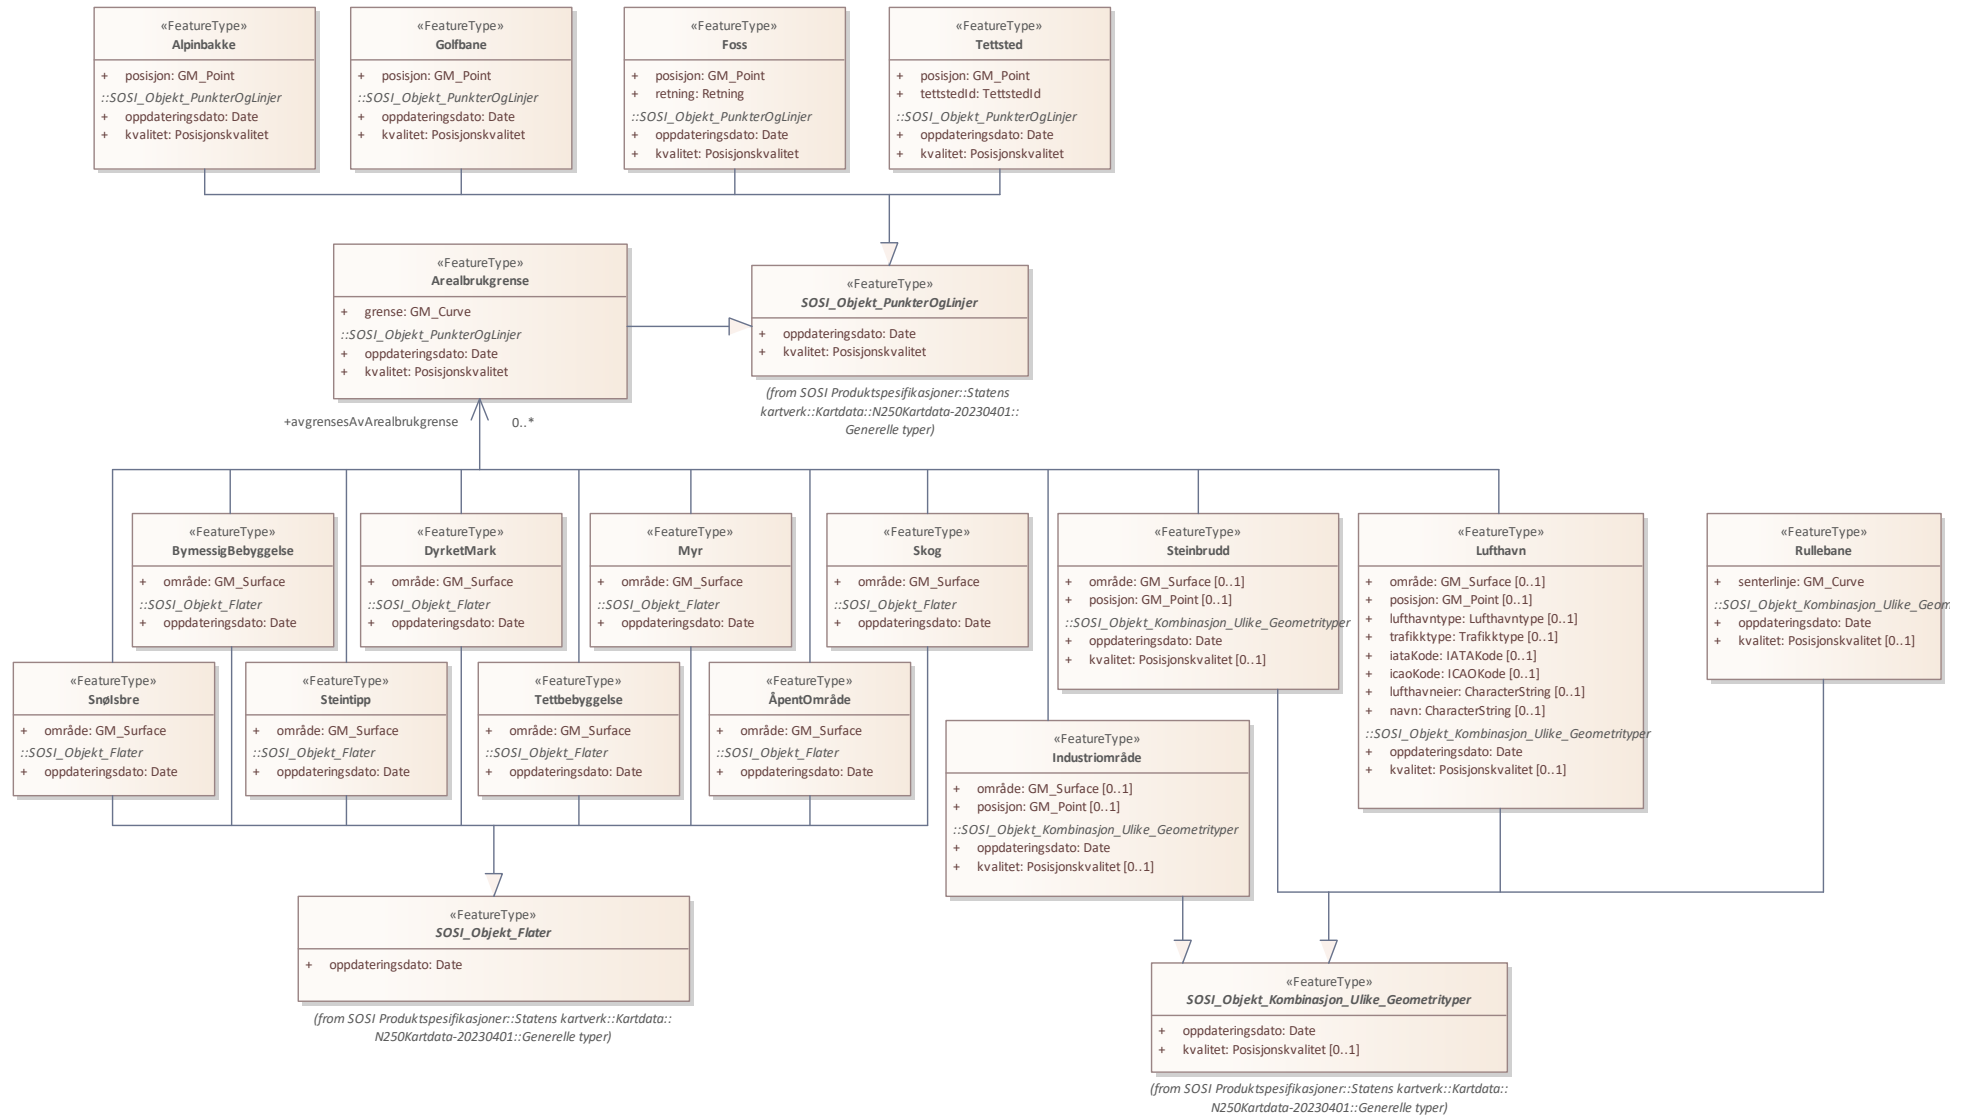 «FeatureType»
Alpinbakke
+ posisjon: GM_Point
::SOSI_Objekt_PunkterOgLinjer
+ oppdateringsdato: Date
+ kvalitet: Posisjonskvalitet
«FeatureType»
Golfbane
+ posisjon: GM_Point
::SOSI_Objekt_PunkterOgLinjer
+ oppdateringsdato: Date
+ kvalitet: Posisjonskvalitet
«FeatureType»
Foss
+ posisjon: GM_Point
+ retning: Retning
::SOSI_Objekt_PunkterOgLinjer
+ oppdateringsdato: Date
+ kvalitet: Posisjonskvalitet
«FeatureType»
Tettsted
+ posisjon: GM_Point
+ tettstedId: TettstedId
::SOSI_Objekt_PunkterOgLinjer
+ oppdateringsdato: Date
+ kvalitet: Posisjonskvalitet
«FeatureType»
Arealbrukgrense
+ grense: GM_Curve
::SOSI_Objekt_PunkterOgLinjer
+ oppdateringsdato: Date
+ kvalitet: Posisjonskvalitet
«FeatureType»
SOSI_Objekt_PunkterOgLinjer
+ oppdateringsdato: Date
+ kvalitet: Posisjonskvalitet
(from SOSI Produktspesifikasjoner::Statens
kartverk::Kartdata::N250Kartdata-20230401::
Generelle typer)
+avgrensesAvArealbrukgrense 0..*
«FeatureType»
BymessigBebyggelse
+ område: GM_Surface
::SOSI_Objekt_Flater
+ oppdateringsdato: Date
«FeatureType»
DyrketMark
+ område: GM_Surface
::SOSI_Objekt_Flater
+ oppdateringsdato: Date
«FeatureType»
Myr
+ område: GM_Surface
::SOSI_Objekt_Flater
+ oppdateringsdato: Date
«FeatureType»
Skog
+ område: GM_Surface
::SOSI_Objekt_Flater
+ oppdateringsdato: Date
«FeatureType»
Steinbrudd
+ område: GM_Surface [0..1]
+ posisjon: GM_Point [0..1]
::SOSI_Objekt_Kombinasjon_Ulike_Geometrityper
+ oppdateringsdato: Date
+ kvalitet: Posisjonskvalitet [0..1]
«FeatureType»
Lufthavn
+ område: GM_Surface [0..1]
+ posisjon: GM_Point [0..1]
+ lufthavntype: Lufthavntype [0..1]
+ trafikktype: Trafikktype [0..1]
+ iataKode: IATAKode [0..1]
+ icaoKode: ICAOKode [0..1]
+ lufthavneier: CharacterString [0..1]
+ navn: CharacterString [0..1]
::SOSI_Objekt_Kombinasjon_Ulike_Geometrityper
+ oppdateringsdato: Date
+ kvalitet: Posisjonskvalitet [0..1]
«FeatureType»
Rullebane
+ senterlinje: GM_Curve
::SOSI_Objekt_Kombinasjon_Ulike_Geom
+ oppdateringsdato: Date
+ kvalitet: Posisjonskvalitet [0..1]
«FeatureType»
SnøIsbre
+ område: GM_Surface
::SOSI_Objekt_Flater
+ oppdateringsdato: Date
«FeatureType»
Steintipp
+ område: GM_Surface
::SOSI_Objekt_Flater
+ oppdateringsdato: Date
«FeatureType»
Tettbebyggelse
+ område: GM_Surface
::SOSI_Objekt_Flater
+ oppdateringsdato: Date
«FeatureType»
ÅpentOmråde
+ område: GM_Surface
::SOSI_Objekt_Flater
+ oppdateringsdato: Date
«FeatureType»
Industriområde
+ område: GM_Surface [0..1]
+ posisjon: GM_Point [0..1]
::SOSI_Objekt_Kombinasjon_Ulike_Geometrityper
+ oppdateringsdato: Date
+ kvalitet: Posisjonskvalitet [0..1]
«FeatureType»
SOSI_Objekt_Flater
+ oppdateringsdato: Date
(from SOSI Produktspesifikasjoner::Statens kartverk::Kartdata::
N250Kartdata-20230401::Generelle typer)
«FeatureType»
SOSI_Objekt_Kombinasjon_Ulike_Geometrityper
+ oppdateringsdato: Date
+ kvalitet: Posisjonskvalitet [0..1]
(from SOSI Produktspesifikasjoner::Statens kartverk::Kartdata::
N250Kartdata-20230401::Generelle typer)